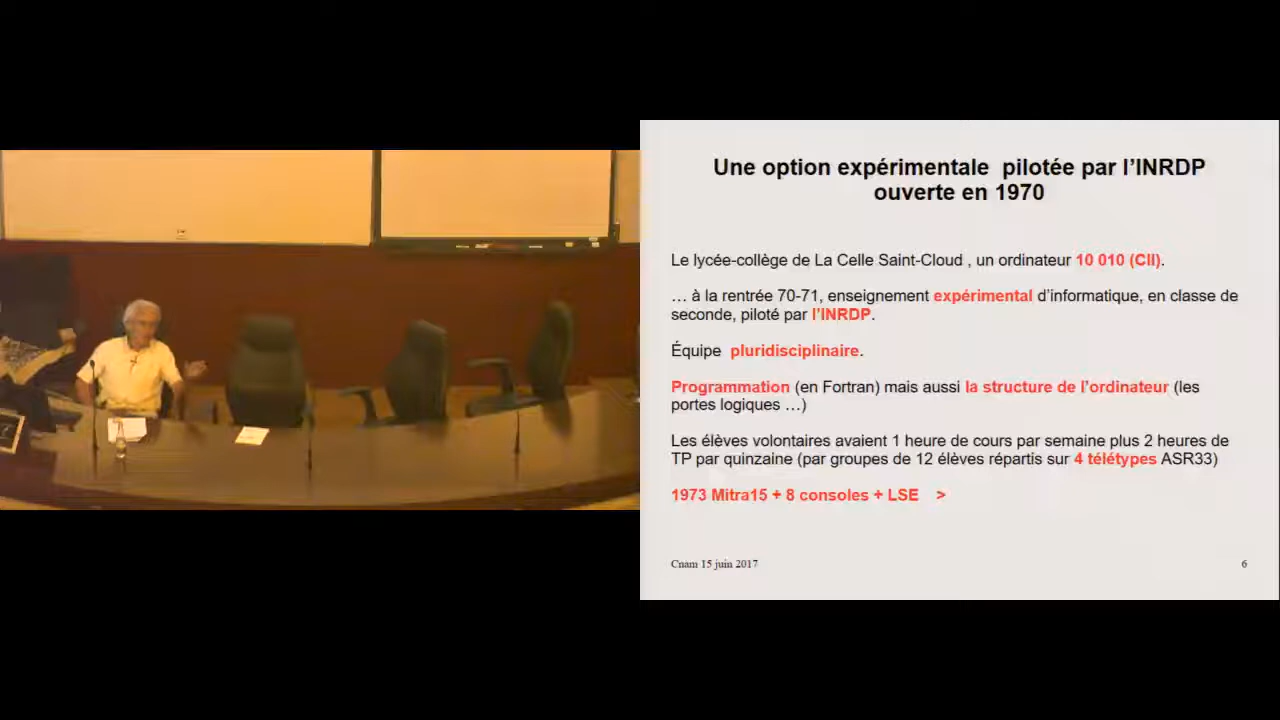 Une option expérimentale  pilotée par l’INRDP
ouverte en 1970
Le lycée-collège de La Celle Saint-Cloud , un ordinateur 10 010 (CII).
… à la rentrée 70-71, enseignement expérimental d’informatique, en classe de
seconde, piloté par l’INRDP.
Équipe  pluridisciplinaire.
Programmation (en Fortran) mais aussi la structure de l’ordinateur (les
portes logiques …)
Les élèves volontaires avaient 1 heure de cours par semaine plus 2 heures de
TP par quinzaine (par groupes de 12 élèves répartis sur 4 télétypes ASR33)
1973 Mitra15 + 8 consoles + LSE    >
Cnam 15 juin 2017
6